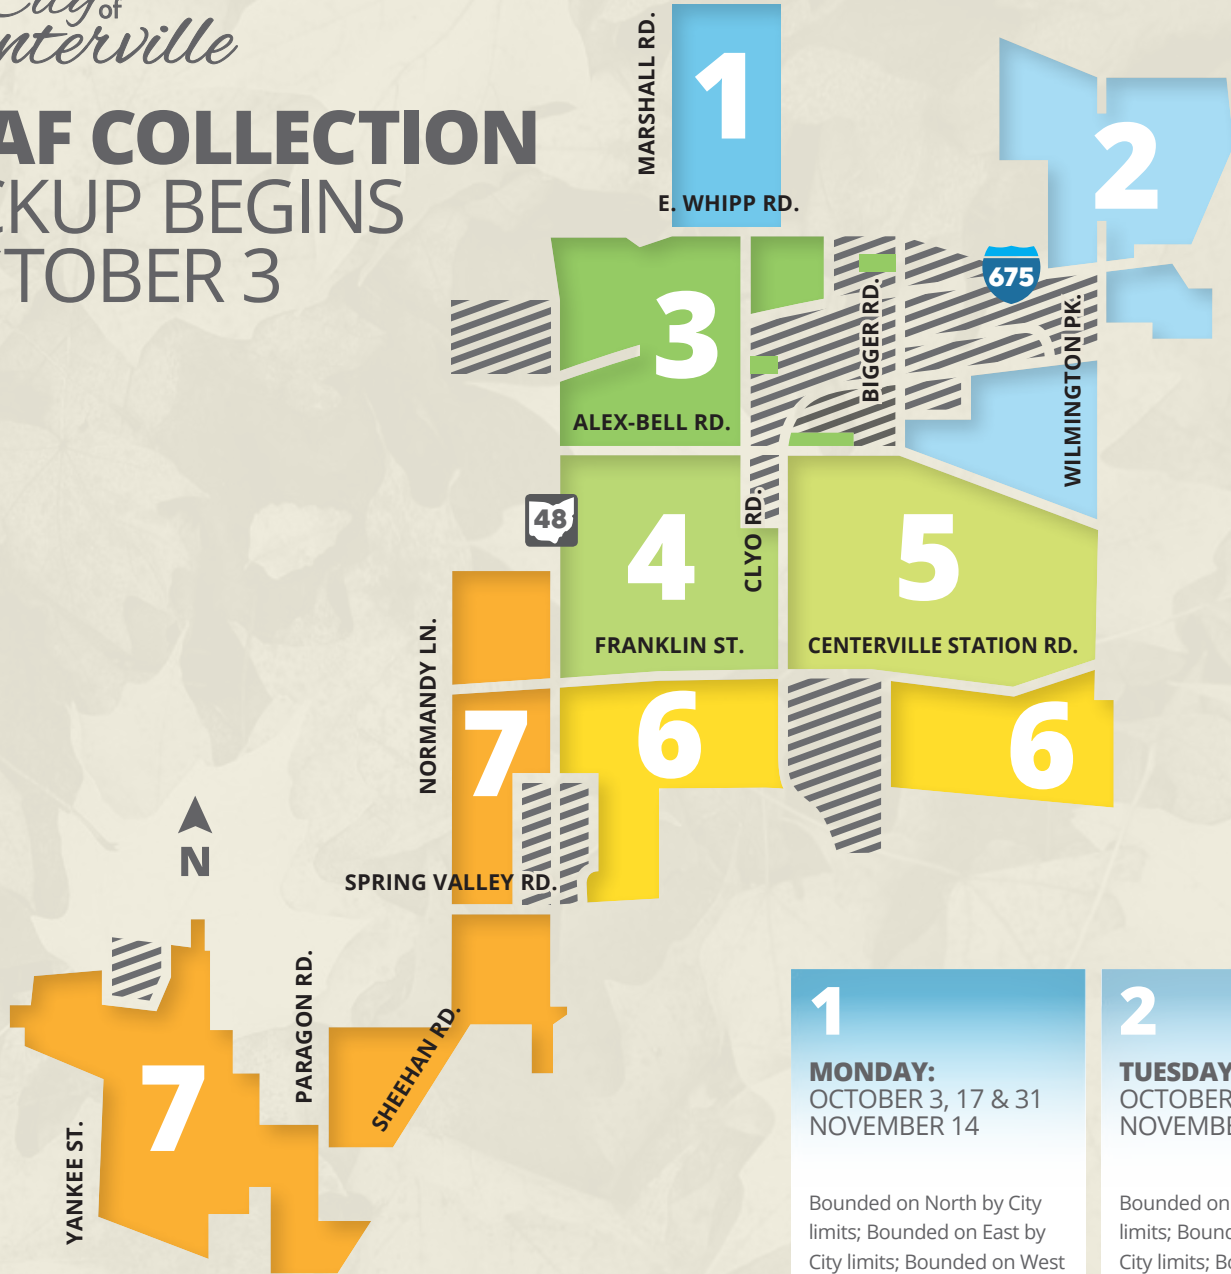 of
AF COLLECTION
CKUP BEGINS
TOBER 3
MARSHALL RD.
1
2
E. WHIPP RD.
675
3
BIGGER RD.
WILMINGTON PK.
ALEX-BELL RD.
48
4
CLYO RD.
5
FRANKLIN ST.
CENTERVILLE STATION RD.
NORMANDY LN.
7
6
6
N
SPRING VALLEY RD.
PARAGON RD.
SHEEHAN RD.
7
YANKEE ST.
1
MONDAY:
OCTOBER 3, 17 & 31
NOVEMBER 14
Bounded on North by City
limits; Bounded on East by
City limits; Bounded on West
2
TUESDAY
OCTOBER
NOVEMBE
Bounded on
limits; Boun
City limits; Bo